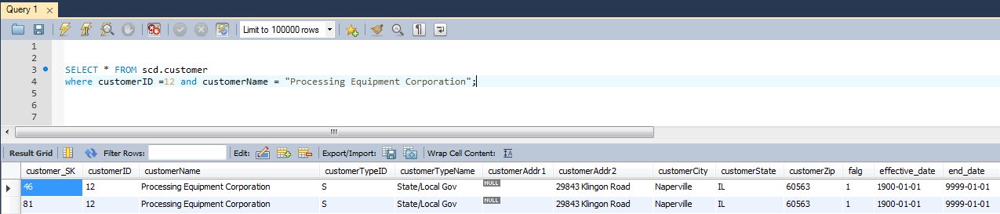 Query 1
Limit to 100000 rows
1
2
3 SELECT * FROM scd.customer
4 where customerID =12 and customerName = "Processing Equipment Corporation";
5
6
7
Result Grid Filter Rows: Edit: Export/Import: Wrap Cell Content:
customer_SK customerID customerName customerTypeID customerTypeName customerAddr1 customerAddr2 customerCity customerState customerZip falg effective_date end_date
46 12 Processing Equipment Corporation S State/Local Gov NULL 29843 Klingon Road Naperville IL 60563 1 1900-01-01 9999-01-01
81 12 Processing Equipment Corporation S State/Local Gov NULL 29843 Klingon Road Naperville IL 60563 1 1900-01-01 9999-01-01